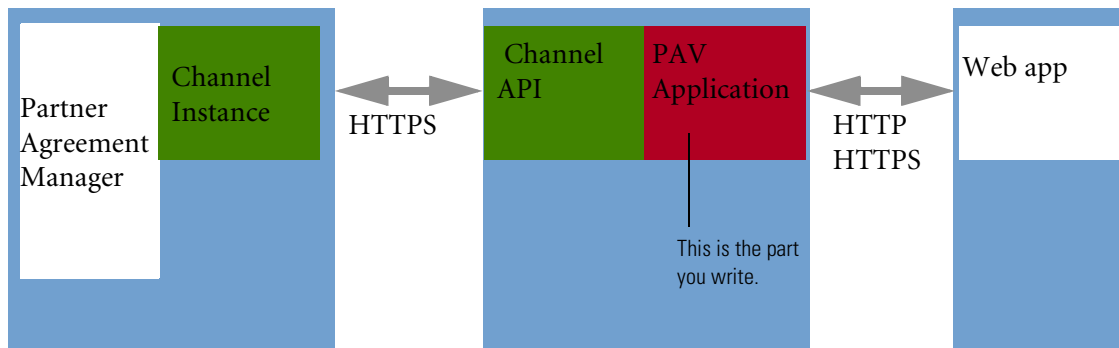 Partner
Agreement
Manager
Channel
Instance
HTTPS
Channel
API
PAV
Application
This is the part
you write.
HTTP
HTTPS
Web app